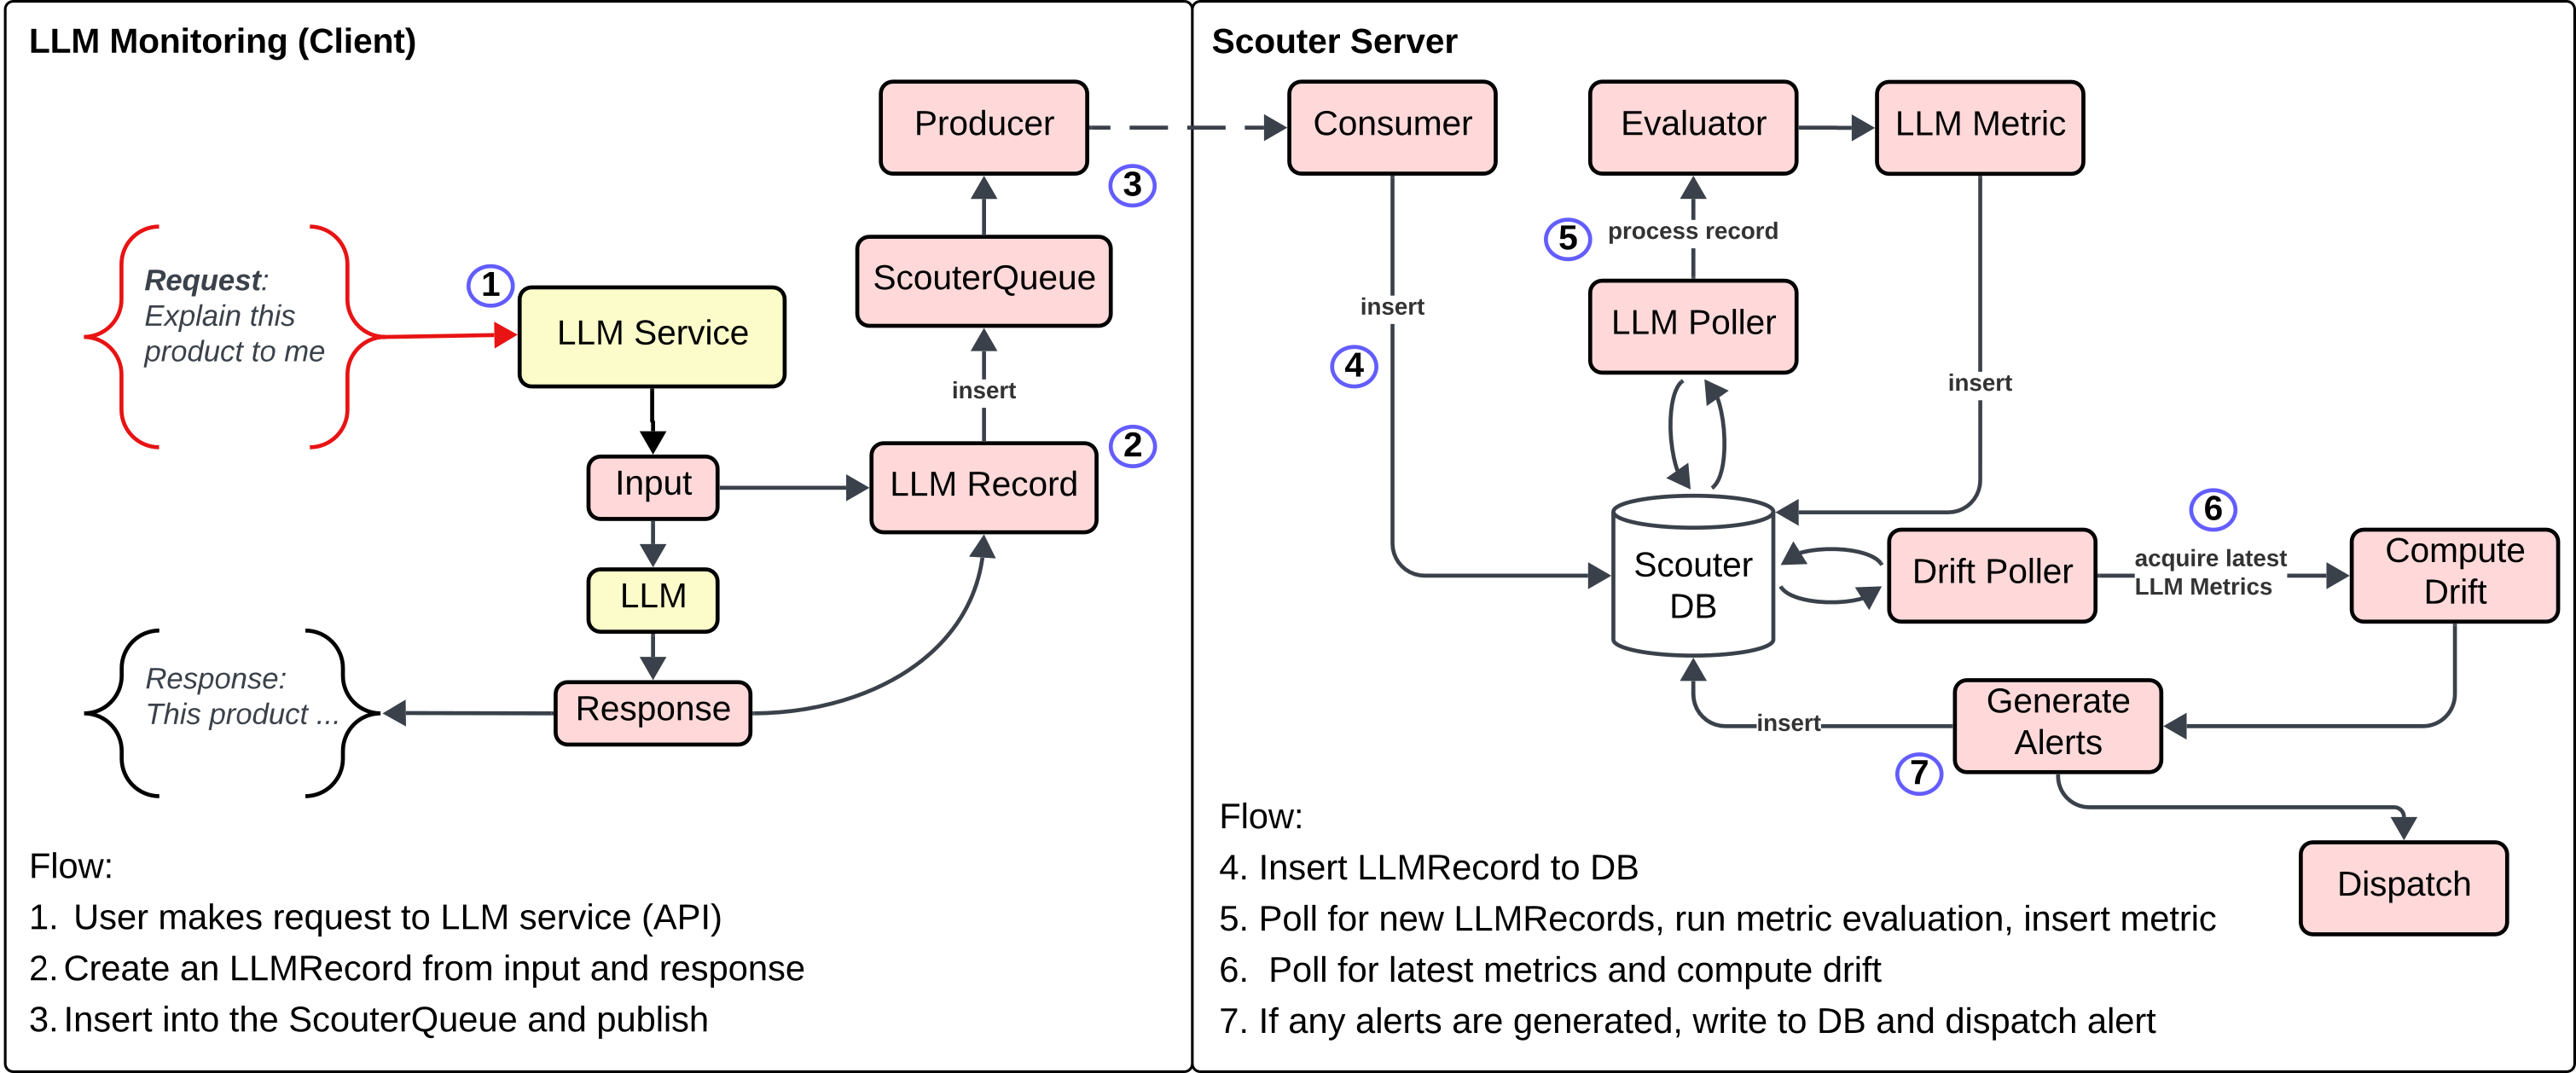 LLM Monitoring (Client)
Producer
3
ScouterQueue
1
Request:
Explain this
product to me
LLM Service
insert
2
Input
LLM Record
LLM
Response:
This product ...
Response
Flow:
1. User makes request to LLM service (API)
2. Create an LLMRecord from input and response
3. Insert into the ScouterQueue and publish
Scouter Server
Consumer
Evaluator
LLM Metric
5
process record
insert
LLM Poller
4
insert
6
Scouter
DB
Drift Poller
acquire latest
LLM Metrics
Compute
Drift
insert
Generate
Alerts
7
Dispatch
Flow:
4. Insert LLMRecord to DB
5. Poll for new LLMRecords, run metric evaluation, insert metric
6. Poll for latest metrics and compute drift
7. If any alerts are generated, write to DB and dispatch alert